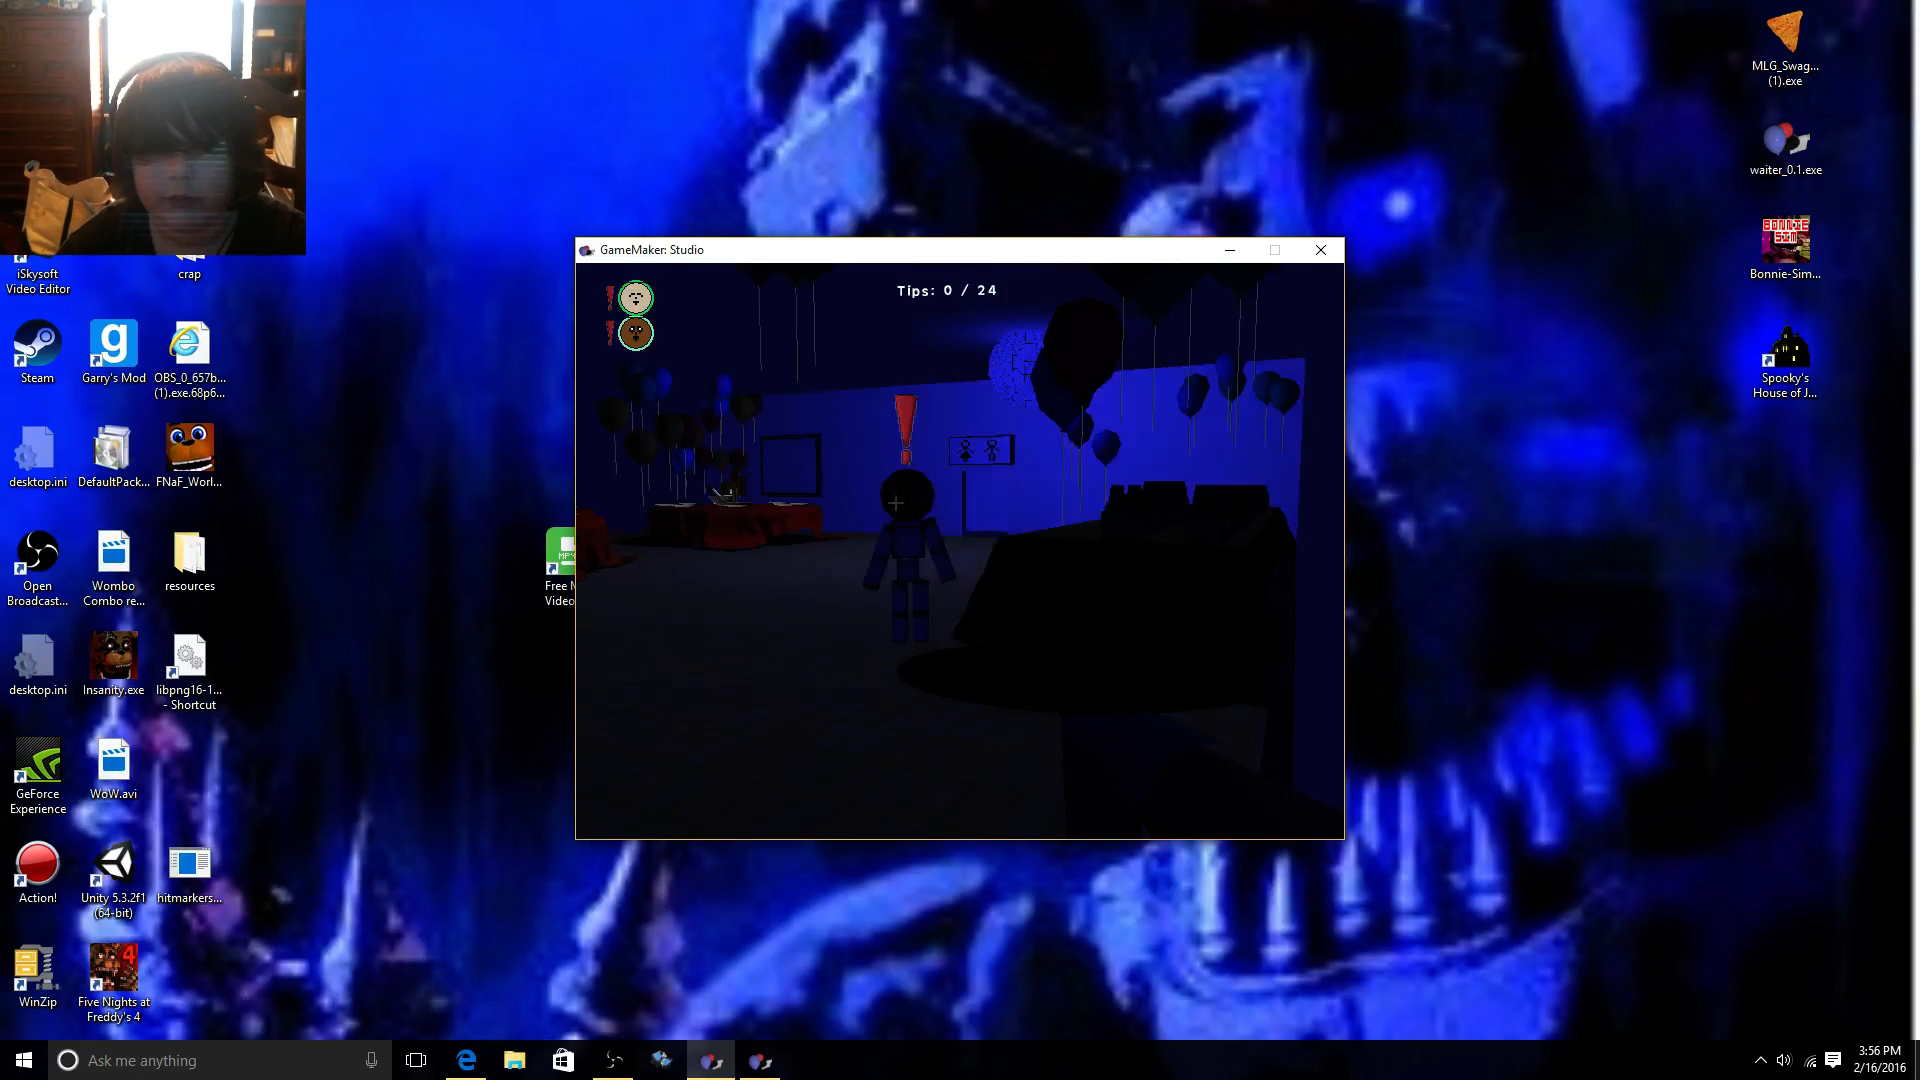 MLG_Swag...
(1).exe
waiter_0.1.exe
BONNIE
SIM
Bonnie-Sim...
Spooky's
House of J...
iSkysoft
Video Editor
crap
Steam
Garry's Mod
OBS_0_657b...
(1).exe.68p6...
desktop.ini
DefaultPack...
FNaF_Worl...
Open
Broadcast...
Wombo
Combo re...
resources
desktop.ini
Insanity.exe
libpng16-1...
- Shortcut
GeForce
Experience
WoW.avi
Action!
Unity 5.3.2f1
(64-bit)
hitmarkers...
WinZip
4
Five Nights at
Freddy's 4
Free M
Video
GameMaker: Studio
Tips: 0 / 24
!
Ask me anything
3:56 PM
2/16/2016